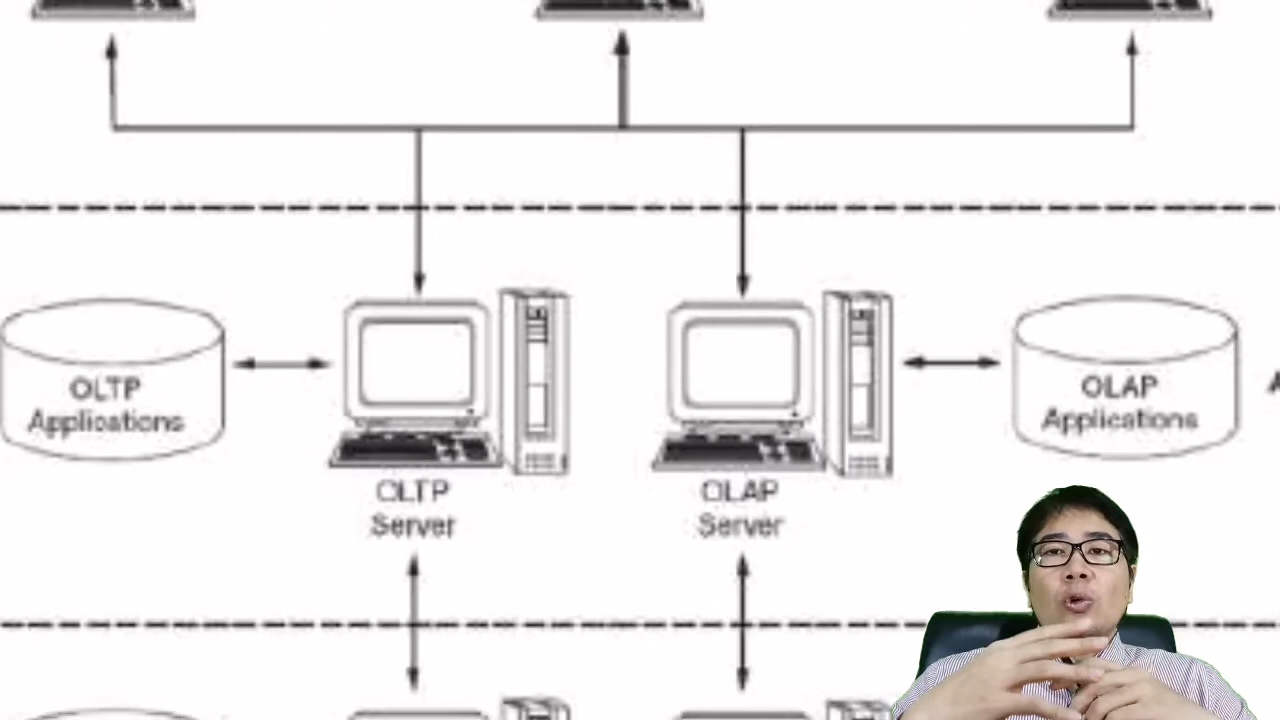 OLTP
Applications
OLAP
Applications
OLTP
Server
OLAP
Server